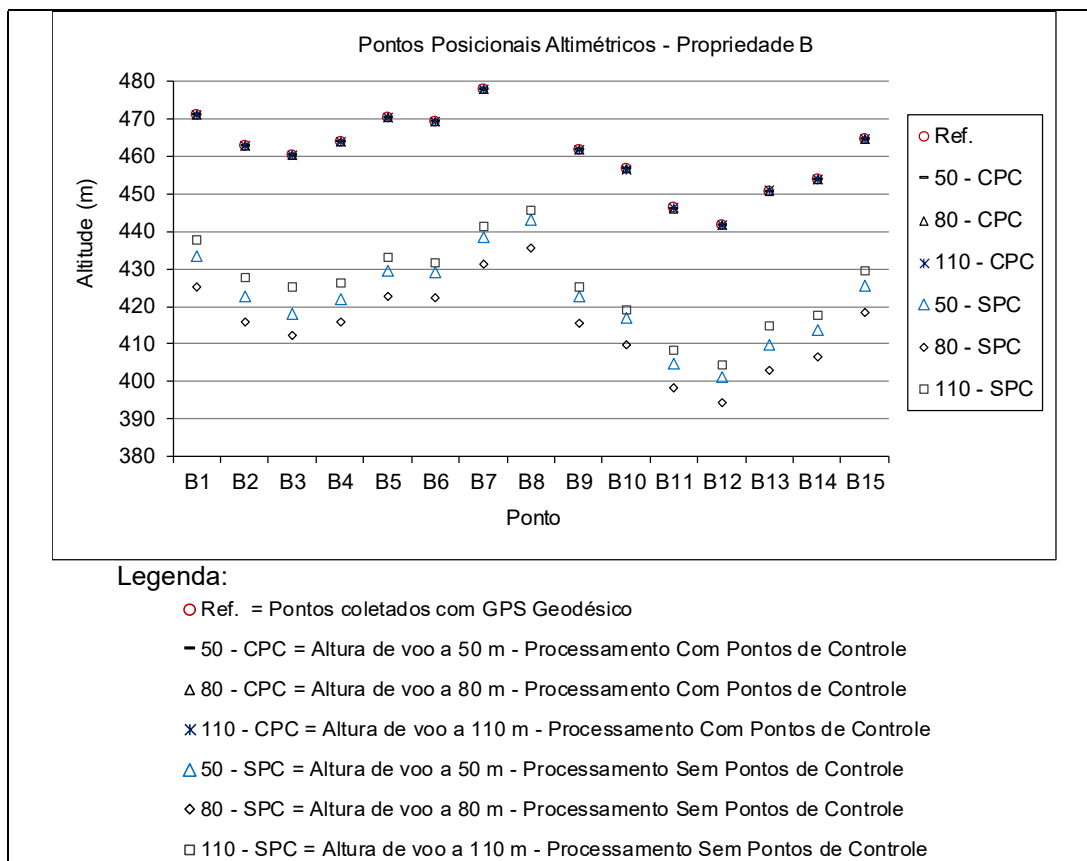 Pontos Posicionais Altimétricos - Propriedade B
480
470
460
450
440
430
420
410
400
390
380
Altitude (m)
B1 B2 B3 B4 B5 B6 B7 B8 B9 B10 B11 B12 B13 B14 B15
Ponto
Ref.
50 - CPC
80 - CPC
110 - CPC
50 - SPC
80 - SPC
110 - SPC
Legenda:
Ref. = Pontos coletados com GPS Geodésico
50 - CPC = Altura de voo a 50 m - Processamento Com Pontos de Controle
80 - CPC = Altura de voo a 80 m - Processamento Com Pontos de Controle
110 - CPC = Altura de voo a 110 m - Processamento Com Pontos de Controle
50 - SPC = Altura de voo a 50 m - Processamento Sem Pontos de Controle
80 - SPC = Altura de voo a 80 m - Processamento Sem Pontos de Controle
110 - SPC = Altura de voo a 110 m - Processamento Sem Pontos de Controle